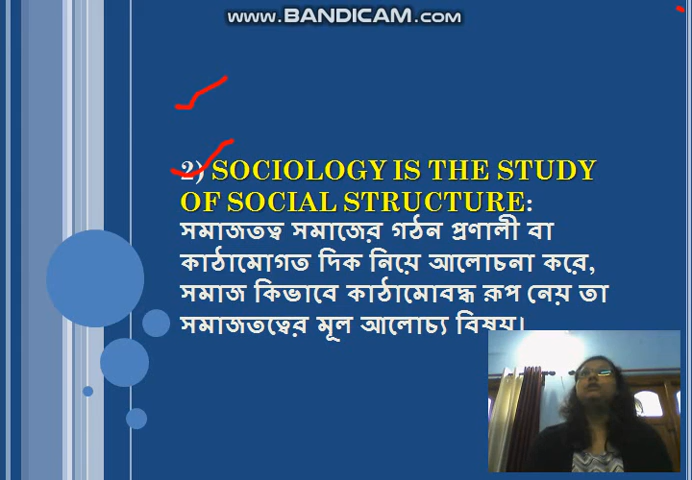 www.BANDICAM.com
2) SOCIOLOGY IS THE STUDY
OF SOCIAL STRUCTURE:
সমাজতত্ব সমাজের গঠন প্রণালী বা
কাঠামোগত দিক নিয়ে আলোচনা করে,
সমাজ কিভাবে কাঠামোবদ্ধ রূপ নেয় তা
সমাজতত্বের মূল আলোচ্য বিষয়।